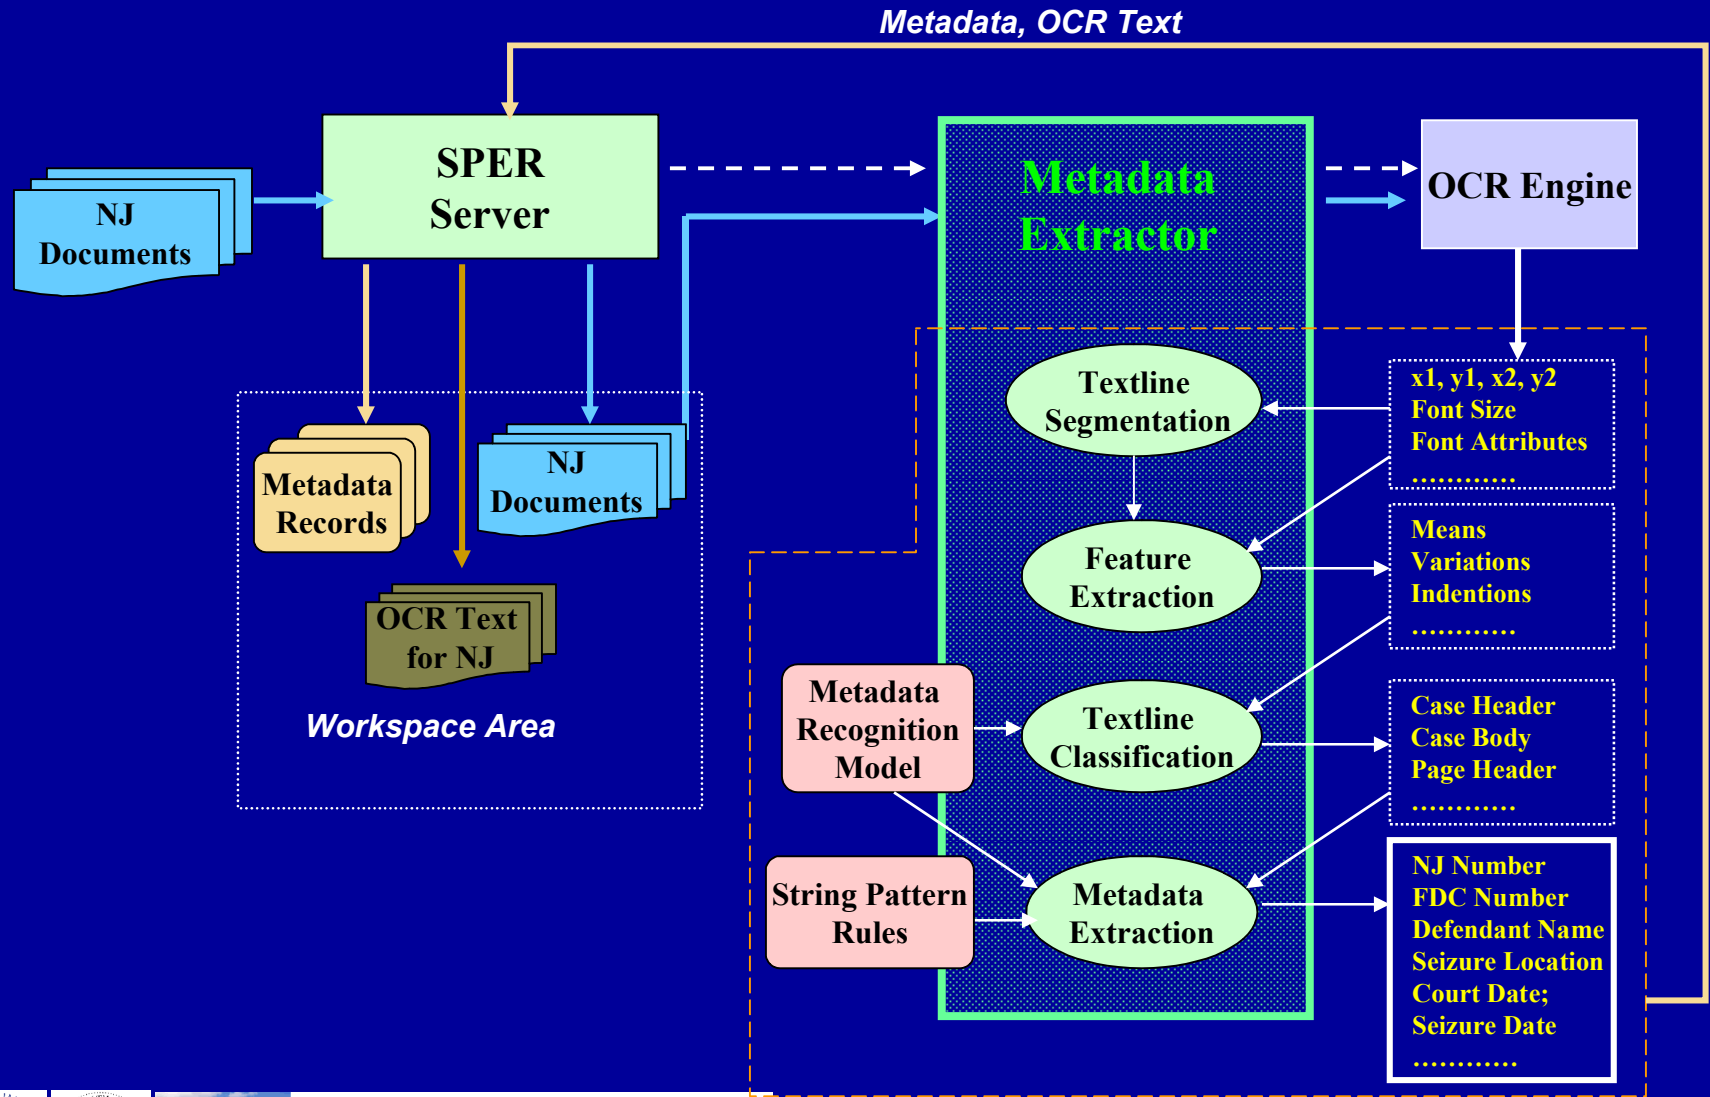 Metadata, OCR Text
SPER
Server
NJ
Documents
Metadata
Extractor
OCR Engine
Metadata
Records
NJ
Documents
OCR Text
for NJ
Workspace Area
Textline
Segmentation
x1, y1, x2, y2
Font Size
Font Attributes
............
Feature
Extraction
Means
Variations
Indentions
............
Metadata
Recognition
Model
Textline
Classification
Case Header
Case Body
Page Header
............
String Pattern
Rules
Metadata
Extraction
NJ Number
FDC Number
Defendant Name
Seizure Location
Court Date;
Seizure Date
............